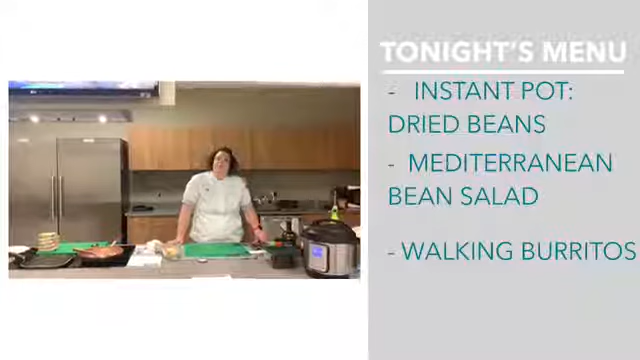 TONIGHT'S MENU
- INSTANT POT:
DRIED BEANS
- MEDITERRANEAN
BEAN SALAD
- WALKING BURRITOS